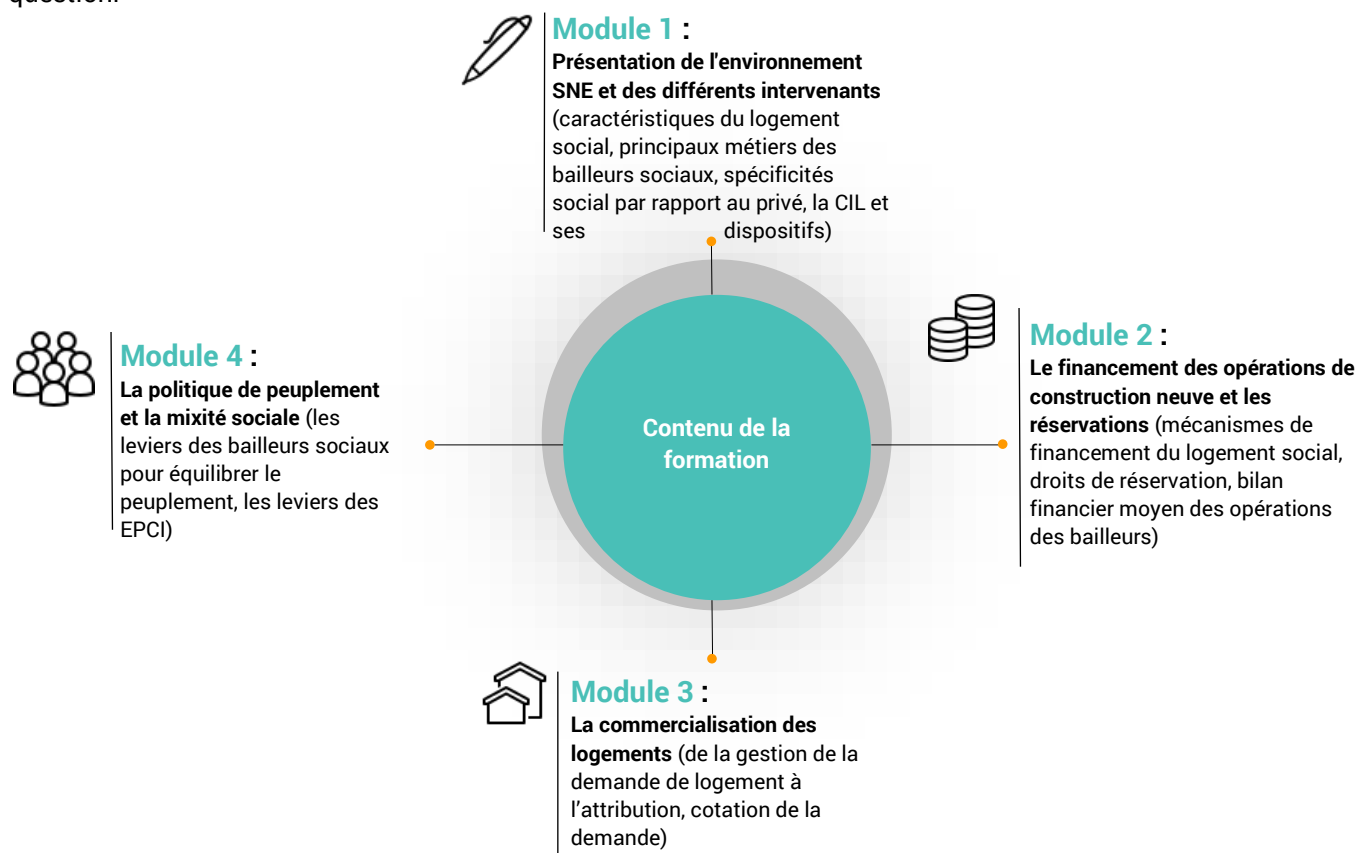 question.
Module 1 :
Présentation de l'environnement
SNE et des différents intervenants
(caractéristiques du logement
social, principaux métiers des
bailleurs sociaux, spécificités
social par rapport au privé, la CIL et
ses dispositifs)
Module 4 :
La politique de peuplement
et la mixité sociale (les
leviers des bailleurs sociaux
pour équilibrer le
peuplement, les leviers des
EPCI)
Contenu de la
formation
Module 2 :
Le financement des opérations de
construction neuve et les
réservations (mécanismes de
financement du logement social,
droits de réservation, bilan
financier moyen des opérations
des bailleurs)
Module 3 :
La commercialisation des
logements (de la gestion de la
demande de logement à
l’attribution, cotation de la
demande)